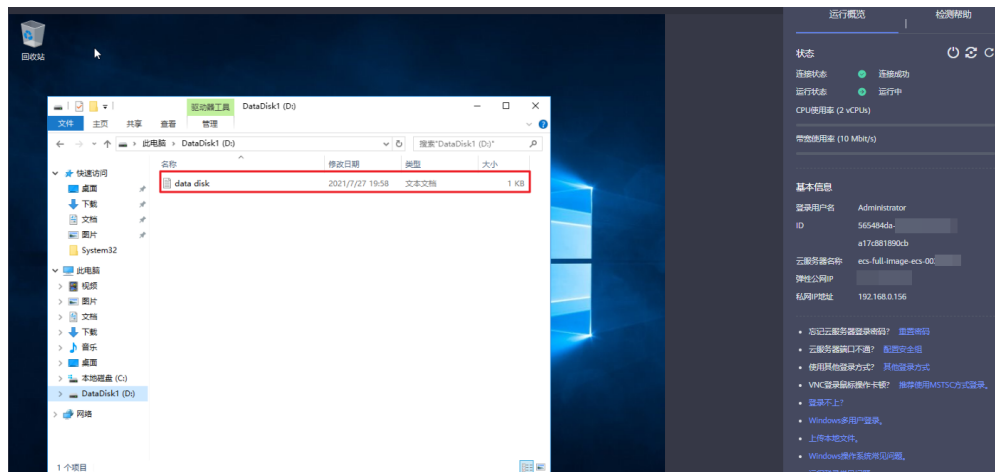 回收站
驱动器工具 DataDisk1 (D:)
文件 主页 共享 查看 管理
此电脑 > DataDisk1 (D:)
搜索"DataDisk1 (D:)"
名称 修改日期 类型 大小
data disk 2021/7/27 19:58 文本文档 1 KB
快速访问
桌面
下载
文档
图片
System32
此电脑
视频
图片
文档
下载
音乐
桌面
本地磁盘 (C:)
DataDisk1 (D:)
网络
1 个项目
运行概览 | 检测帮助
状态
连接状态 连接成功
运行状态 运行中
CPU使用率 (2 vCPUs)
带宽使用率 (10 Mbit/s)
基本信息
登录用户名 Administrator
ID 565484da-
a17c881890cb
云服务器名称 ecs-full-image-ecs-00
弹性公网IP
私网IP地址 192.168.0.156
• 忘记云服务器登录密码? 重置密码
• 云服务器端口不通? 配置安全组
• 使用其他登录方式? 其他登录方式
• VNC登录鼠标操作卡顿? 推荐使用MSTSC方式登录。
• 登录不上?
• Windows多用户登录。
• 上传本地文件。
• Windows操作系统常见问题。